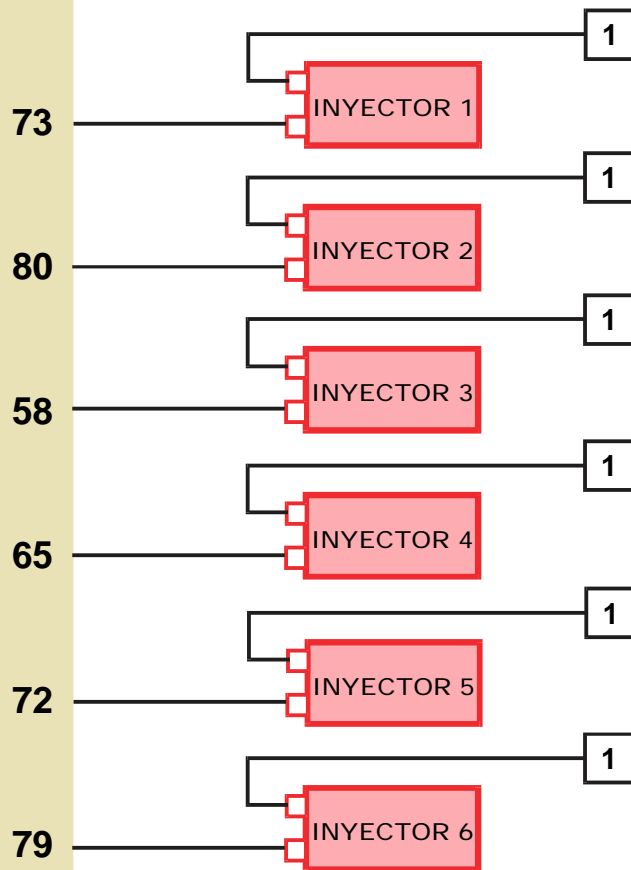 1
INYECTOR 1
73
1
INYECTOR 2
80
1
INYECTOR 3
58
1
INYECTOR 4
65
1
INYECTOR 5
72
1
INYECTOR 6
79